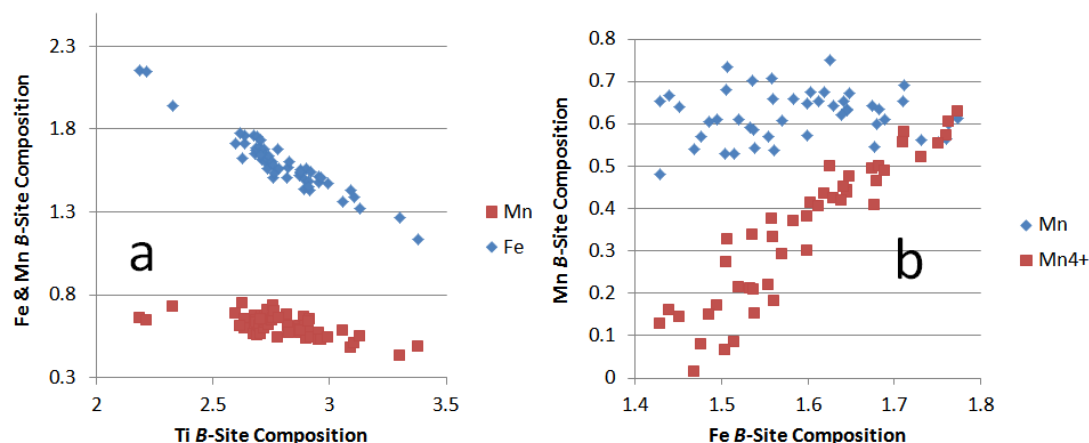 2.3
1.8
1.3
0.8
0.3
2
2.5
3
3.5
Fe & Mn B-Site Composition
Ti B-Site Composition
a
Mn
Fe
0.8
0.7
0.6
0.5
0.4
0.3
0.2
0.1
0
1.4
1.5
1.6
1.7
1.8
Mn B-Site Composition
Fe B-Site Composition
b
Mn
Mn4+